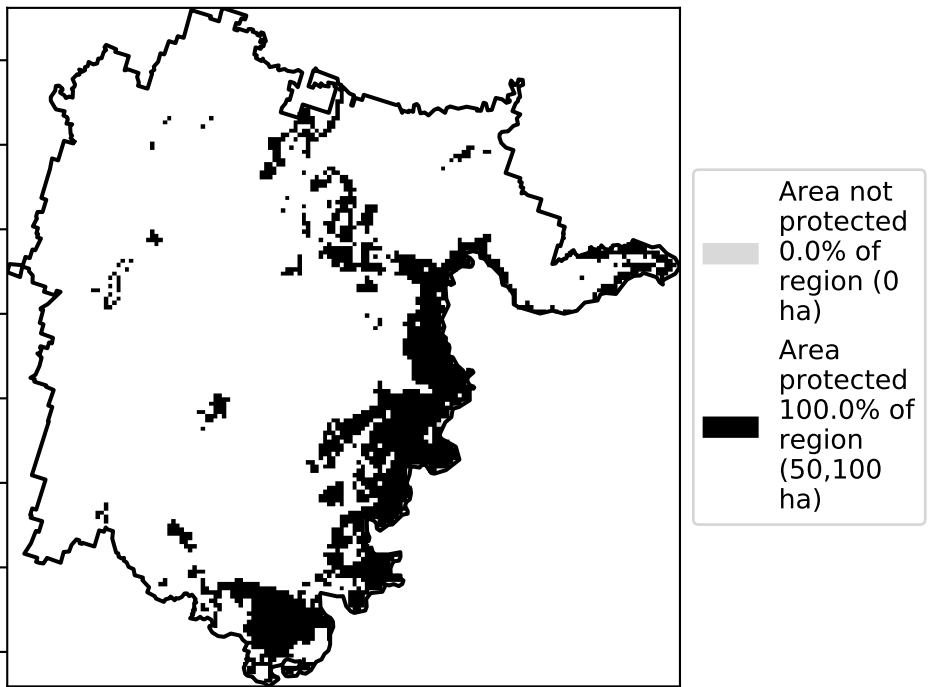 Area not
protected
0.0% of
region (0
ha)
Area
protected
100.0% of
region
(50,100
ha)